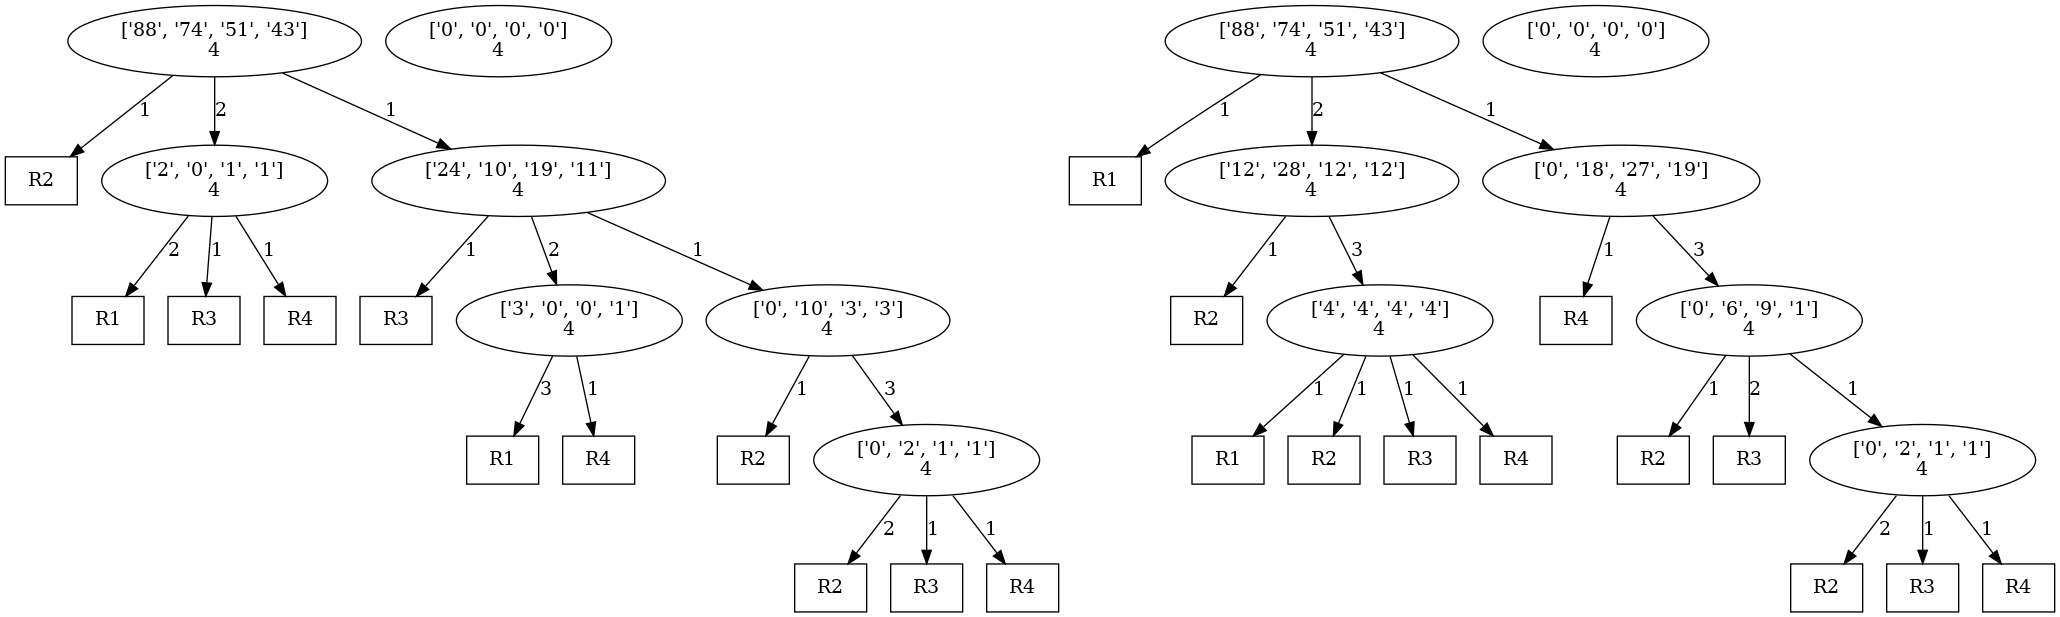 ['88', '74', '51', '43']
4
['0', '0', '0', '0']
4
['88', '74', '51', '43']
4
['0', '0', '0', '0']
4
1
2
1
1
2
1
R2
['2', '0', '1', '1']
4
['24', '10', '19', '11']
4
R1
['12', '28', '12', '12']
4
['0', '18', '27', '19']
4
2
1
1
1
2
1
1
3
1
3
R1
R3
R4
R3
['3', '0', '0', '1']
4
['0', '10', '3', '3']
4
R2
['4', '4', '4', '4']
4
R4
['0', '6', '9', '1']
4
3
1
1
3
1
1
1
1
1
2
1
R1
R4
R2
['0', '2', '1', '1']
4
R1
R2
R3
R4
R2
R3
['0', '2', '1', '1']
4
2
1
1
2
1
1
R2
R3
R4
R2
R3
R4